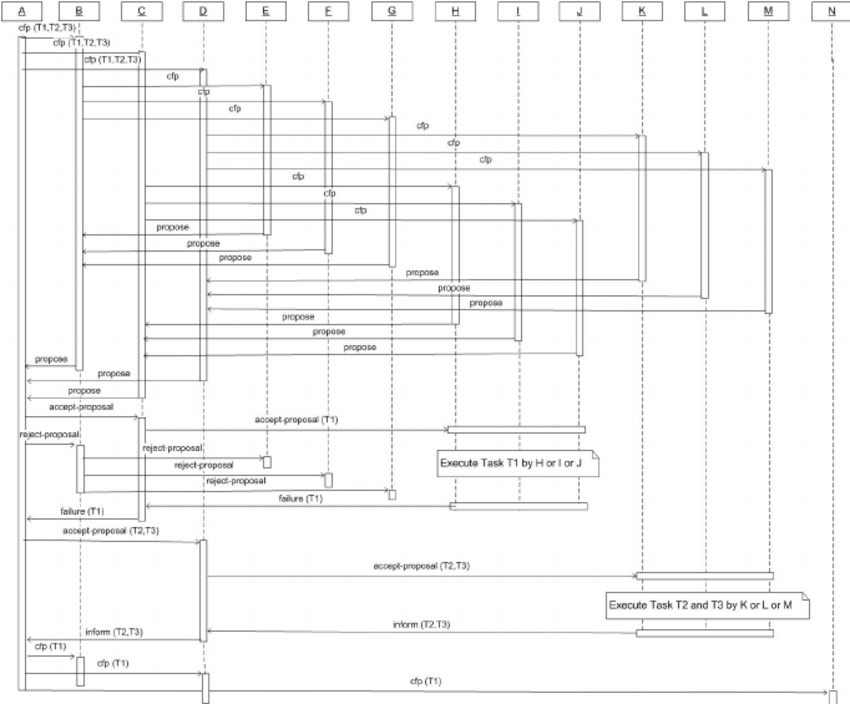 A B C D E F G H I J K L M N
cfp (T1,T2,T3)
cfp (T1,T2,T3)
cfp (T1,T2,T3)
cfp
cfp
cfp
cfp
cfp
cfp
cfp
cfp
cfp
propose
propose
propose
propose
propose
propose
propose
propose
propose
propose
propose
propose
accept-proposal
accept-proposal (T1)
reject-proposal
reject-proposal
reject-proposal
Execute Task T1 by H or I or J
reject-proposal
failure (T1)
failure (T1)
accept-proposal (T2,T3)
accept-proposal (T2,T3)
Execute Task T2 and T3 by K or L or M
inform (T2,T3)
inform (T2,T3)
cfp (T1)
cfp (T1)
cfp (T1)